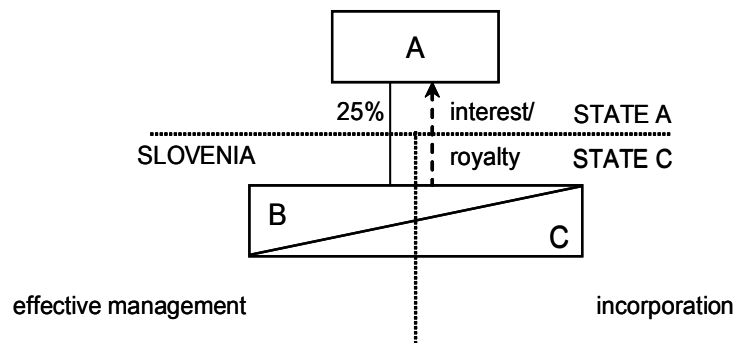 A
25% interest/ STATE A
SLOVENIA royalty STATE C
B
C
effective management incorporation